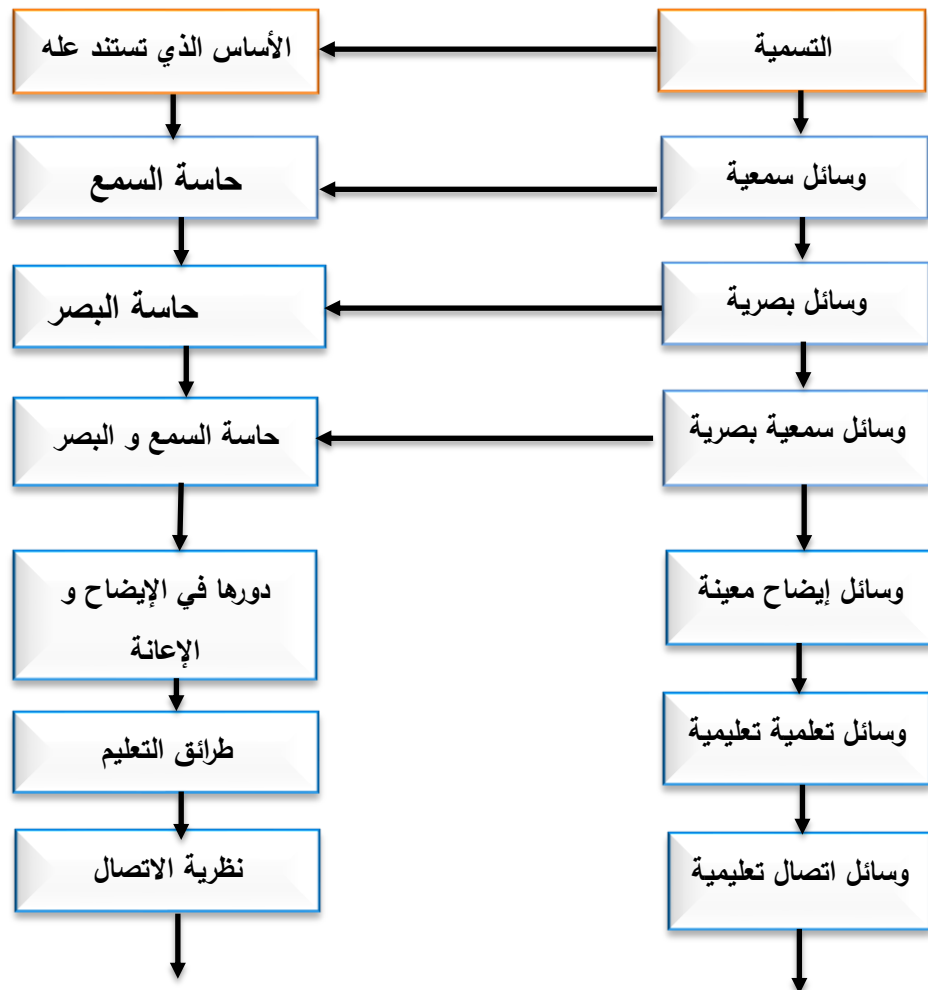 التسمية
الأساس الذي تستند عله
وسائل سمعية
حاسة السمع
وسائل بصرية
حاسة البصر
وسائل سمعية بصرية
حاسة السمع و البصر
وسائل إيضاح معينة
دورها في الإيضاح و
الإعانة
وسائل تعلمية تعليمية
طرائق التعليم
وسائل اتصال تعليمية
نظرية الاتصال